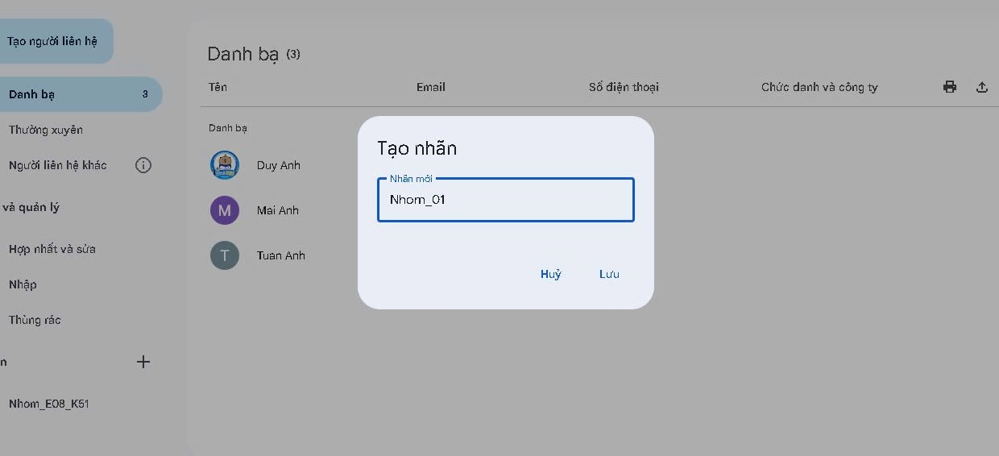 Tạo người liên hệ
Danh bạ 3
Thường xuyên
Người liên hệ khác
và quản lý
Hợp nhất và sửa
Nhập
Thùng rác
n
Nhom_E08_K51
Danh bạ (3)
Tên Email Số điện thoại Chức danh và công ty
Danh bạ
Duy Anh
M Mai Anh
T Tuan Anh
Tạo nhãn
Nhãn mới
Nhom_01
Huỷ Lưu